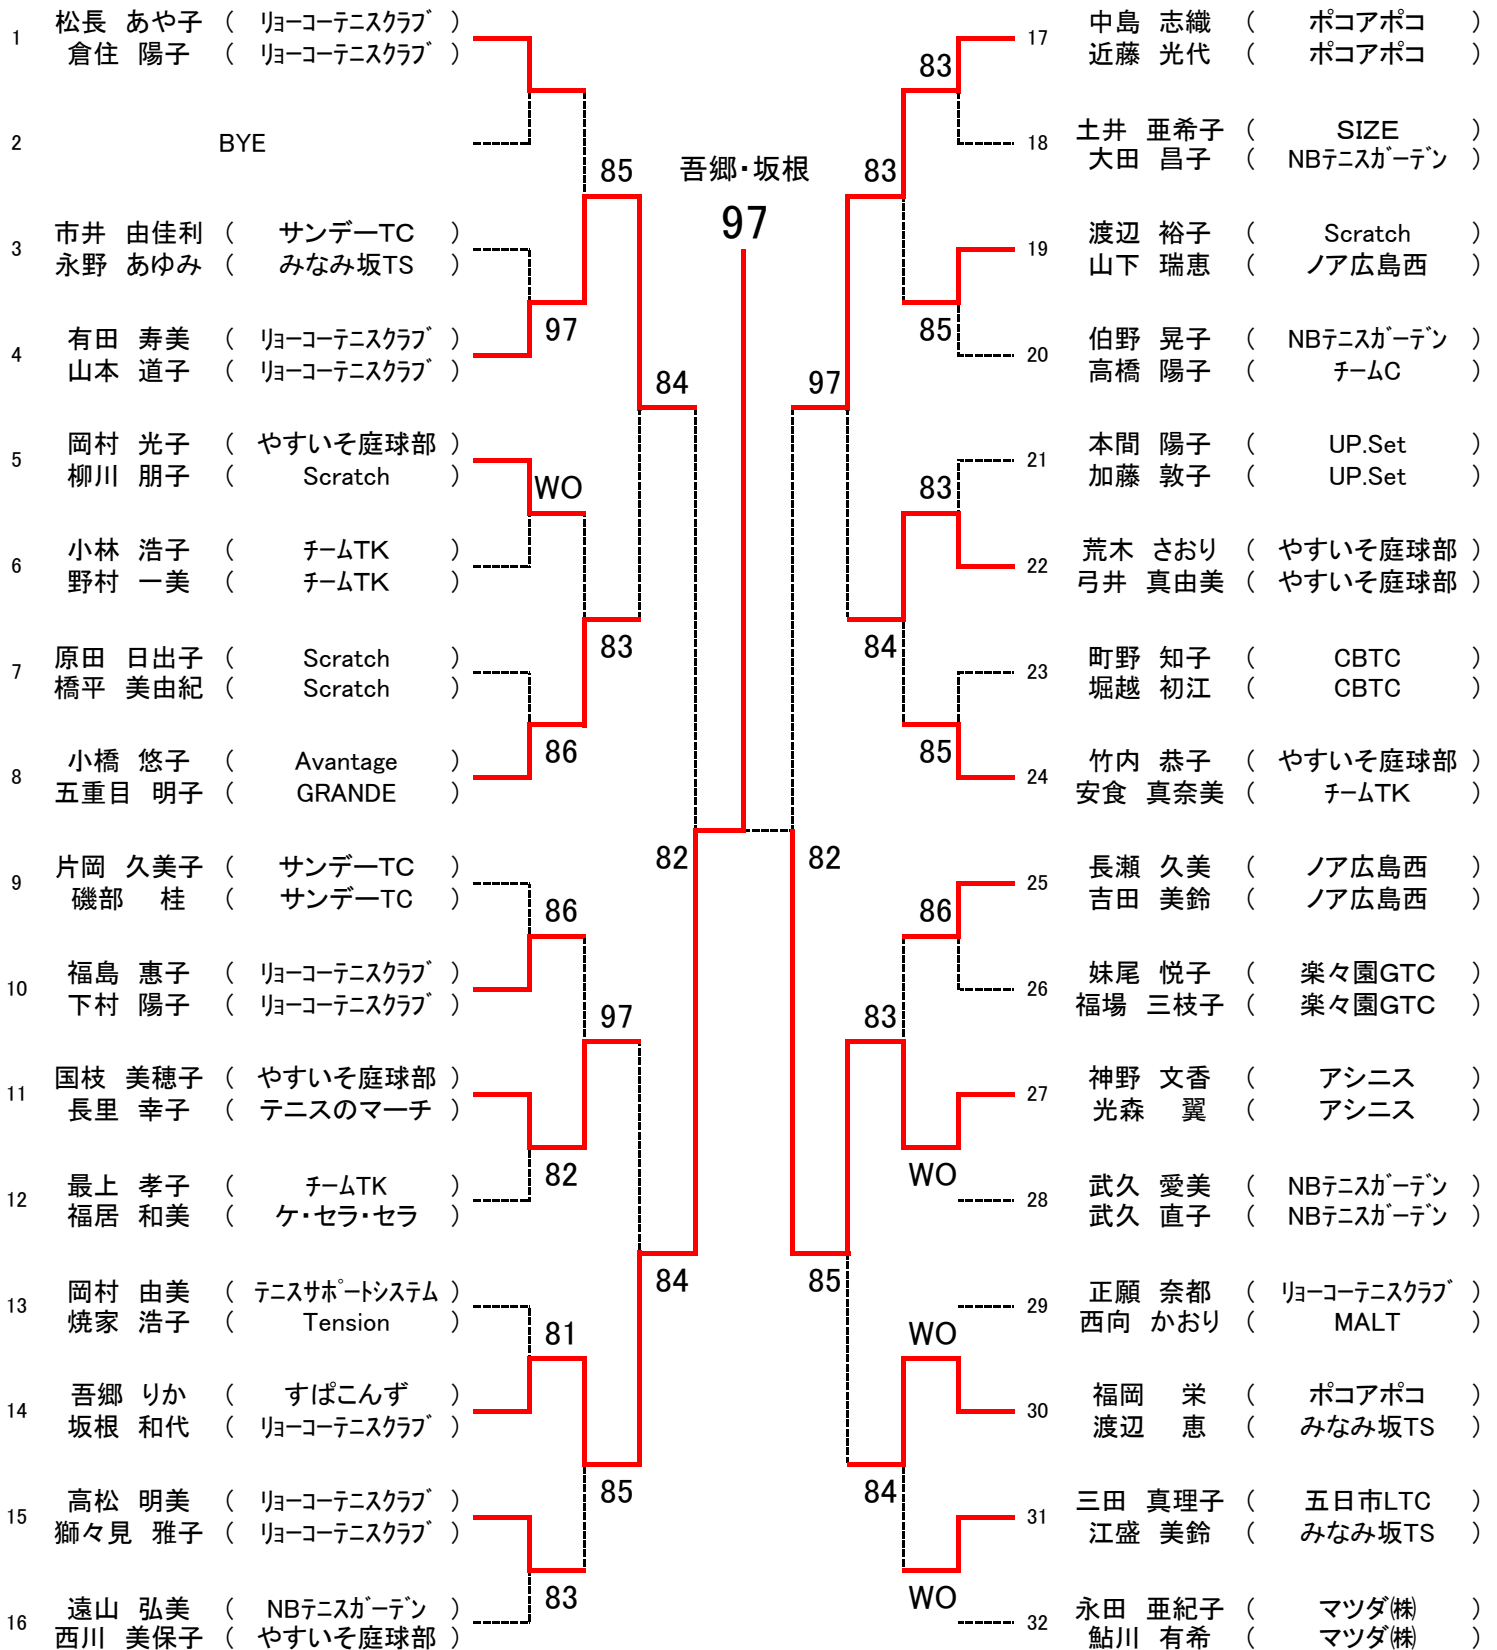 1 松長 あや子 ( ﾘｮｰｺｰﾃﾆｽｸﾗﾌﾞ )
倉住 陽子 ( ﾘｮｰｺｰﾃﾆｽｸﾗﾌﾞ )
2 BYE
3 市井 由佳利 ( サンデーTC )
永野 あゆみ ( みなみ坂TS )
4 有田 寿美 ( ﾘｮｰｺｰﾃﾆｽｸﾗﾌﾞ )
山本 道子 ( ﾘｮｰｺｰﾃﾆｽｸﾗﾌﾞ )
5 岡村 光子 ( やすいそ庭球部 )
柳川 朋子 ( Scratch )
6 小林 浩子 ( ﾁｰﾑTK )
野村 一美 ( ﾁｰﾑTK )
7 原田 日出子 ( Scratch )
橋平 美由紀 ( Scratch )
8 小橋 悠子 ( Avantage )
五重目 明子 ( GRANDE )
9 片岡 久美子 ( サンデーTC )
磯部 桂 ( サンデーTC )
10 福島 惠子 ( ﾘｮｰｺｰﾃﾆｽｸﾗﾌﾞ )
下村 陽子 ( ﾘｮｰｺｰﾃﾆｽｸﾗﾌﾞ )
11 国枝 美穂子 ( やすいそ庭球部 )
長里 幸子 ( テニスのマーチ )
12 最上 孝子 ( ﾁｰﾑTK )
福居 和美 ( ケ・セラ・セラ )
13 岡村 由美 ( ﾃﾆｽｻﾎﾟｰﾄｼｽﾃﾑ )
焼家 浩子 ( Tension )
14 吾郷 りか ( すぱこんず )
坂根 和代 ( ﾘｮｰｺｰﾃﾆｽｸﾗﾌﾞ )
15 高松 明美 ( ﾘｮｰｺｰﾃﾆｽｸﾗﾌﾞ )
獅々見 雅子 ( ﾘｮｰｺｰﾃﾆｽｸﾗﾌﾞ )
16 遠山 弘美 ( NBﾃﾆｽｶﾞｰﾃﾞﾝ )
西川 美保子 ( やすいそ庭球部 )
97
WO
86
86
82
81
83
85
83
97
85
84
84
82
吾郷・坂根
97
82
97
85
83
84
83
84
83
85
83
85
86
WO
WO
WO
17 中島 志織 ( ポコアポコ )
近藤 光代 ( ポコアポコ )
18 土井 亜希子 ( SIZE )
大田 昌子 ( NBﾃﾆｽｶﾞｰﾃﾞﾝ )
19 渡辺 裕子 ( Scratch )
山下 瑞恵 ( ノア広島西 )
20 伯野 晃子 ( NBﾃﾆｽｶﾞｰﾃﾞﾝ )
高橋 陽子 ( ﾁｰﾑC )
21 本間 陽子 ( UP.Set )
加藤 敦子 ( UP.Set )
22 荒木 さおり ( やすいそ庭球部 )
弓井 真由美 ( やすいそ庭球部 )
23 町野 知子 ( CBTC )
堀越 初江 ( CBTC )
24 竹内 恭子 ( やすいそ庭球部 )
安食 真奈美 ( ﾁｰﾑTK )
25 長瀬 久美 ( ノア広島西 )
吉田 美鈴 ( ノア広島西 )
26 妹尾 悦子 ( 楽々園GTC )
福場 三枝子 ( 楽々園GTC )
27 神野 文香 ( アシニス )
光森 翼 ( アシニス )
28 武久 愛美 ( NBﾃﾆｽｶﾞｰﾃﾞﾝ )
武久 直子 ( NBﾃﾆｽｶﾞｰﾃﾞﾝ )
29 正願 奈都 ( ﾘｮｰｺｰﾃﾆｽｸﾗﾌﾞ )
西向 かおり ( MALT )
30 福岡 栄 ( ポコアポコ )
渡辺 恵 ( みなみ坂TS )
31 三田 真理子 ( 五日市LTC )
江盛 美鈴 ( みなみ坂TS )
32 永田 亜紀子 ( マツダ㈱ )
鮎川 有希 ( マツダ㈱ )